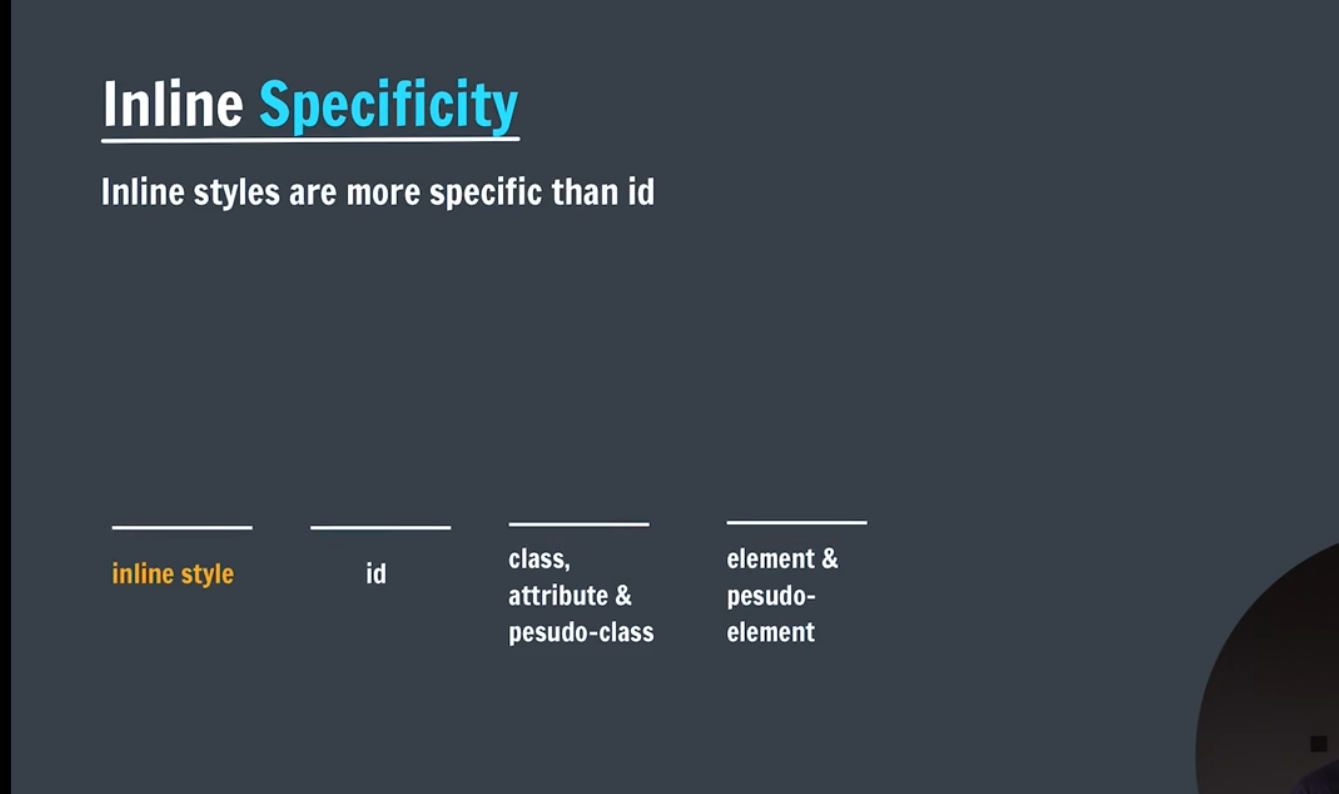 Inline Specificity
Inline styles are more specific than id
inline style
id
class,
attribute &
pesudo-class
element &
pesudo-
element